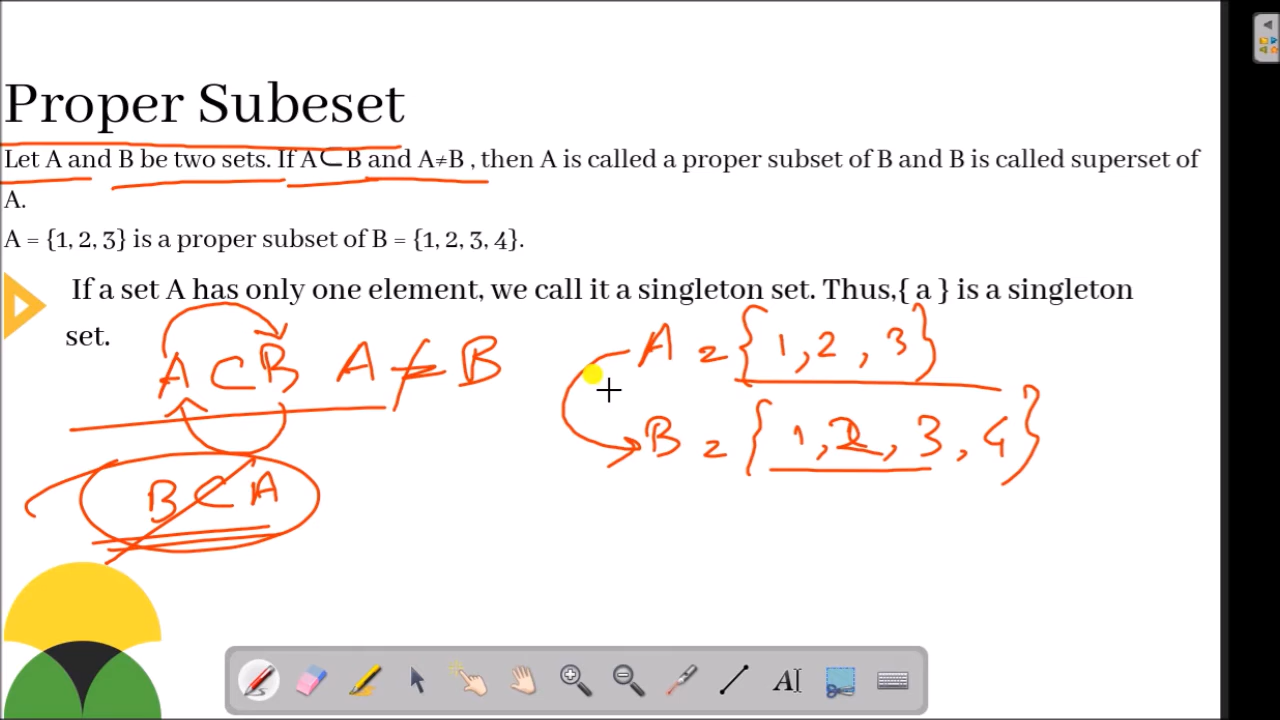 Proper Subeset
Let A and B be two sets. If A⊂B and A≠B , then A is called a proper subset of B and B is called superset of
A.
A = {1, 2, 3} is a proper subset of B = {1, 2, 3, 4}.
If a set A has only one element, we call it a singleton set. Thus,{ a } is a singleton
set.
A ⊂ B A ≠ B
A = {1, 2, 3}
B = {1, 2, 3, 4}
B ⊂ A
AI